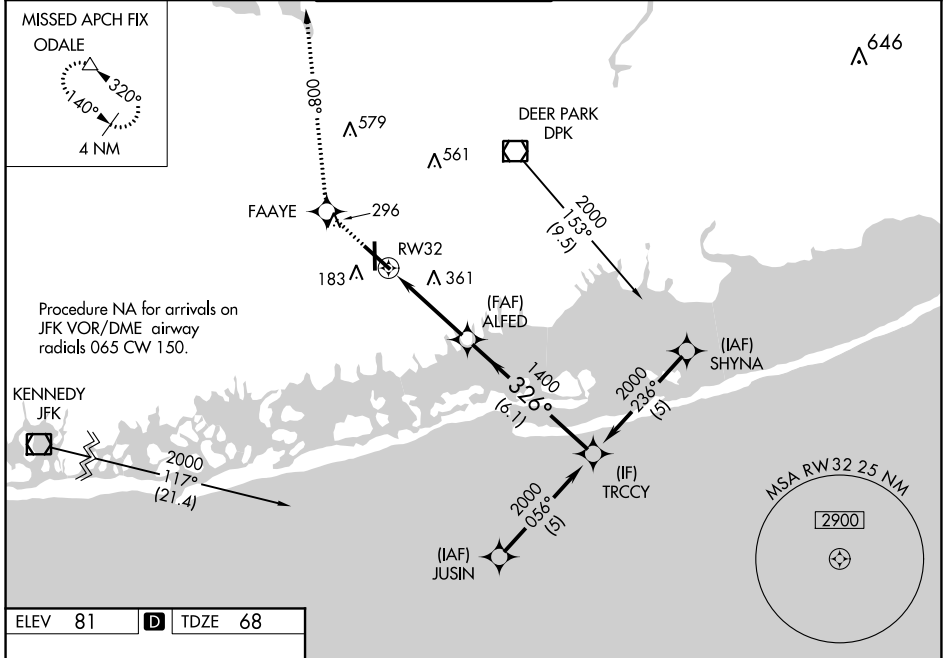 MISSED APCH FIX
ODALE
320°
140°
4 NM
008°
646
579
561
DEER PARK
DPK
2000
153°
(9.5)
FAAYE
296
RW32
183
361
(FAF)
ALFED
Procedure NA for arrivals on
JFK VOR/DME airway
radials 065 CW 150.
1400
326°
(6.1)
(IAF)
SHYNA
2000
236°
(5)
KENNEDY
JFK
2000
117°
(21.4)
(IF)
TRCCY
2000
056°
(5)
(IAF)
JUSIN
MSA RW32 25 NM
2900
ELEV 81 D TDZE 68